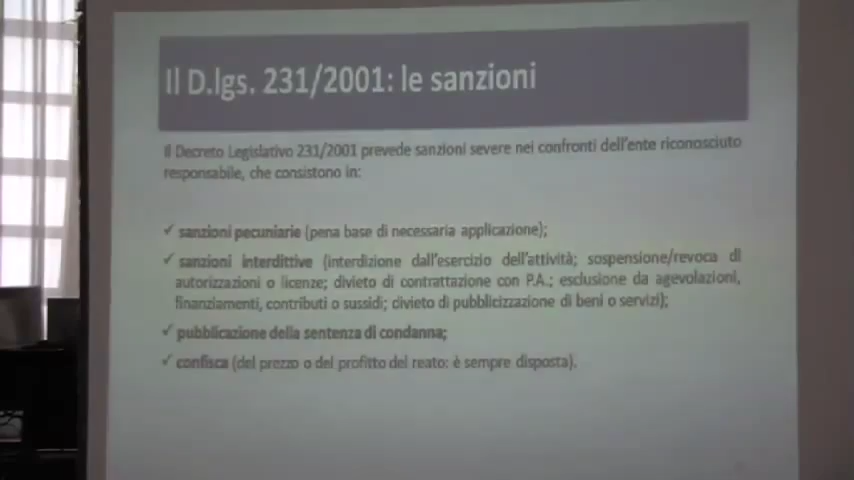 Il D.lgs. 231/2001: le sanzioni
Il Decreto Legislativo 231/2001 prevede sanzioni severe nei confronti dell'ente riconosciuto
responsabile, che consistono in:
✓ sanzioni pecuniarie (pena base di necessaria applicazione);
✓ sanzioni interdittive (interdizione dall'esercizio dell'attività; sospensione/revoca di
autorizzazioni o licenze; divieto di contrattazione con P.A.; esclusione da agevolazioni,
finanziamenti, contributi o sussidi; divieto di pubblicizzazione di beni o servizi);
✓ pubblicazione della sentenza di condanna;
✓ confisca (del prezzo o del profitto del reato: è sempre disposta).